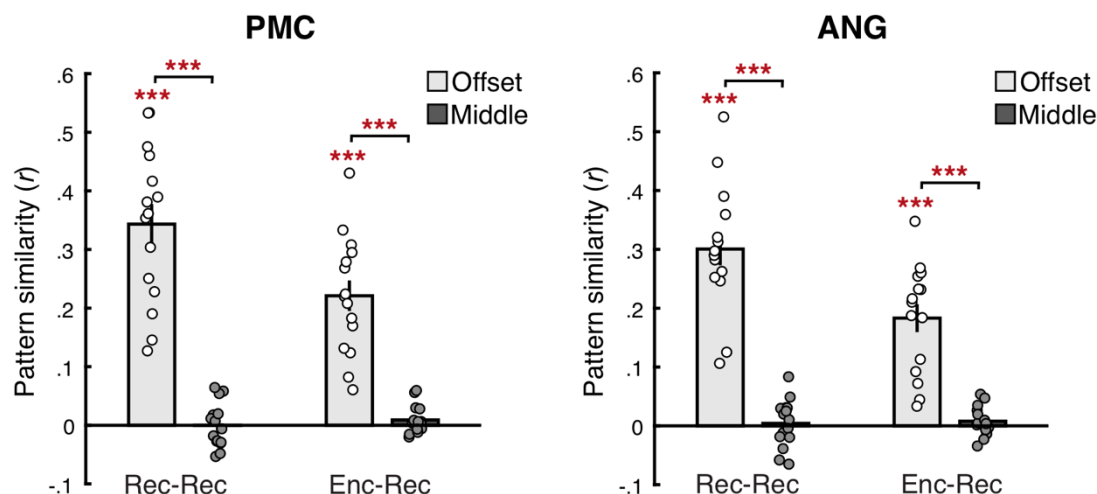 PMC
.6
.5
.4
.3
.2
.1
0
-.1
Pattern similarity (r)
***
***
***
***
Offset
Middle
Rec-Rec
Enc-Rec
ANG
.6
.5
.4
.3
.2
.1
0
-.1
Pattern similarity (r)
***
***
***
***
Offset
Middle
Rec-Rec
Enc-Rec